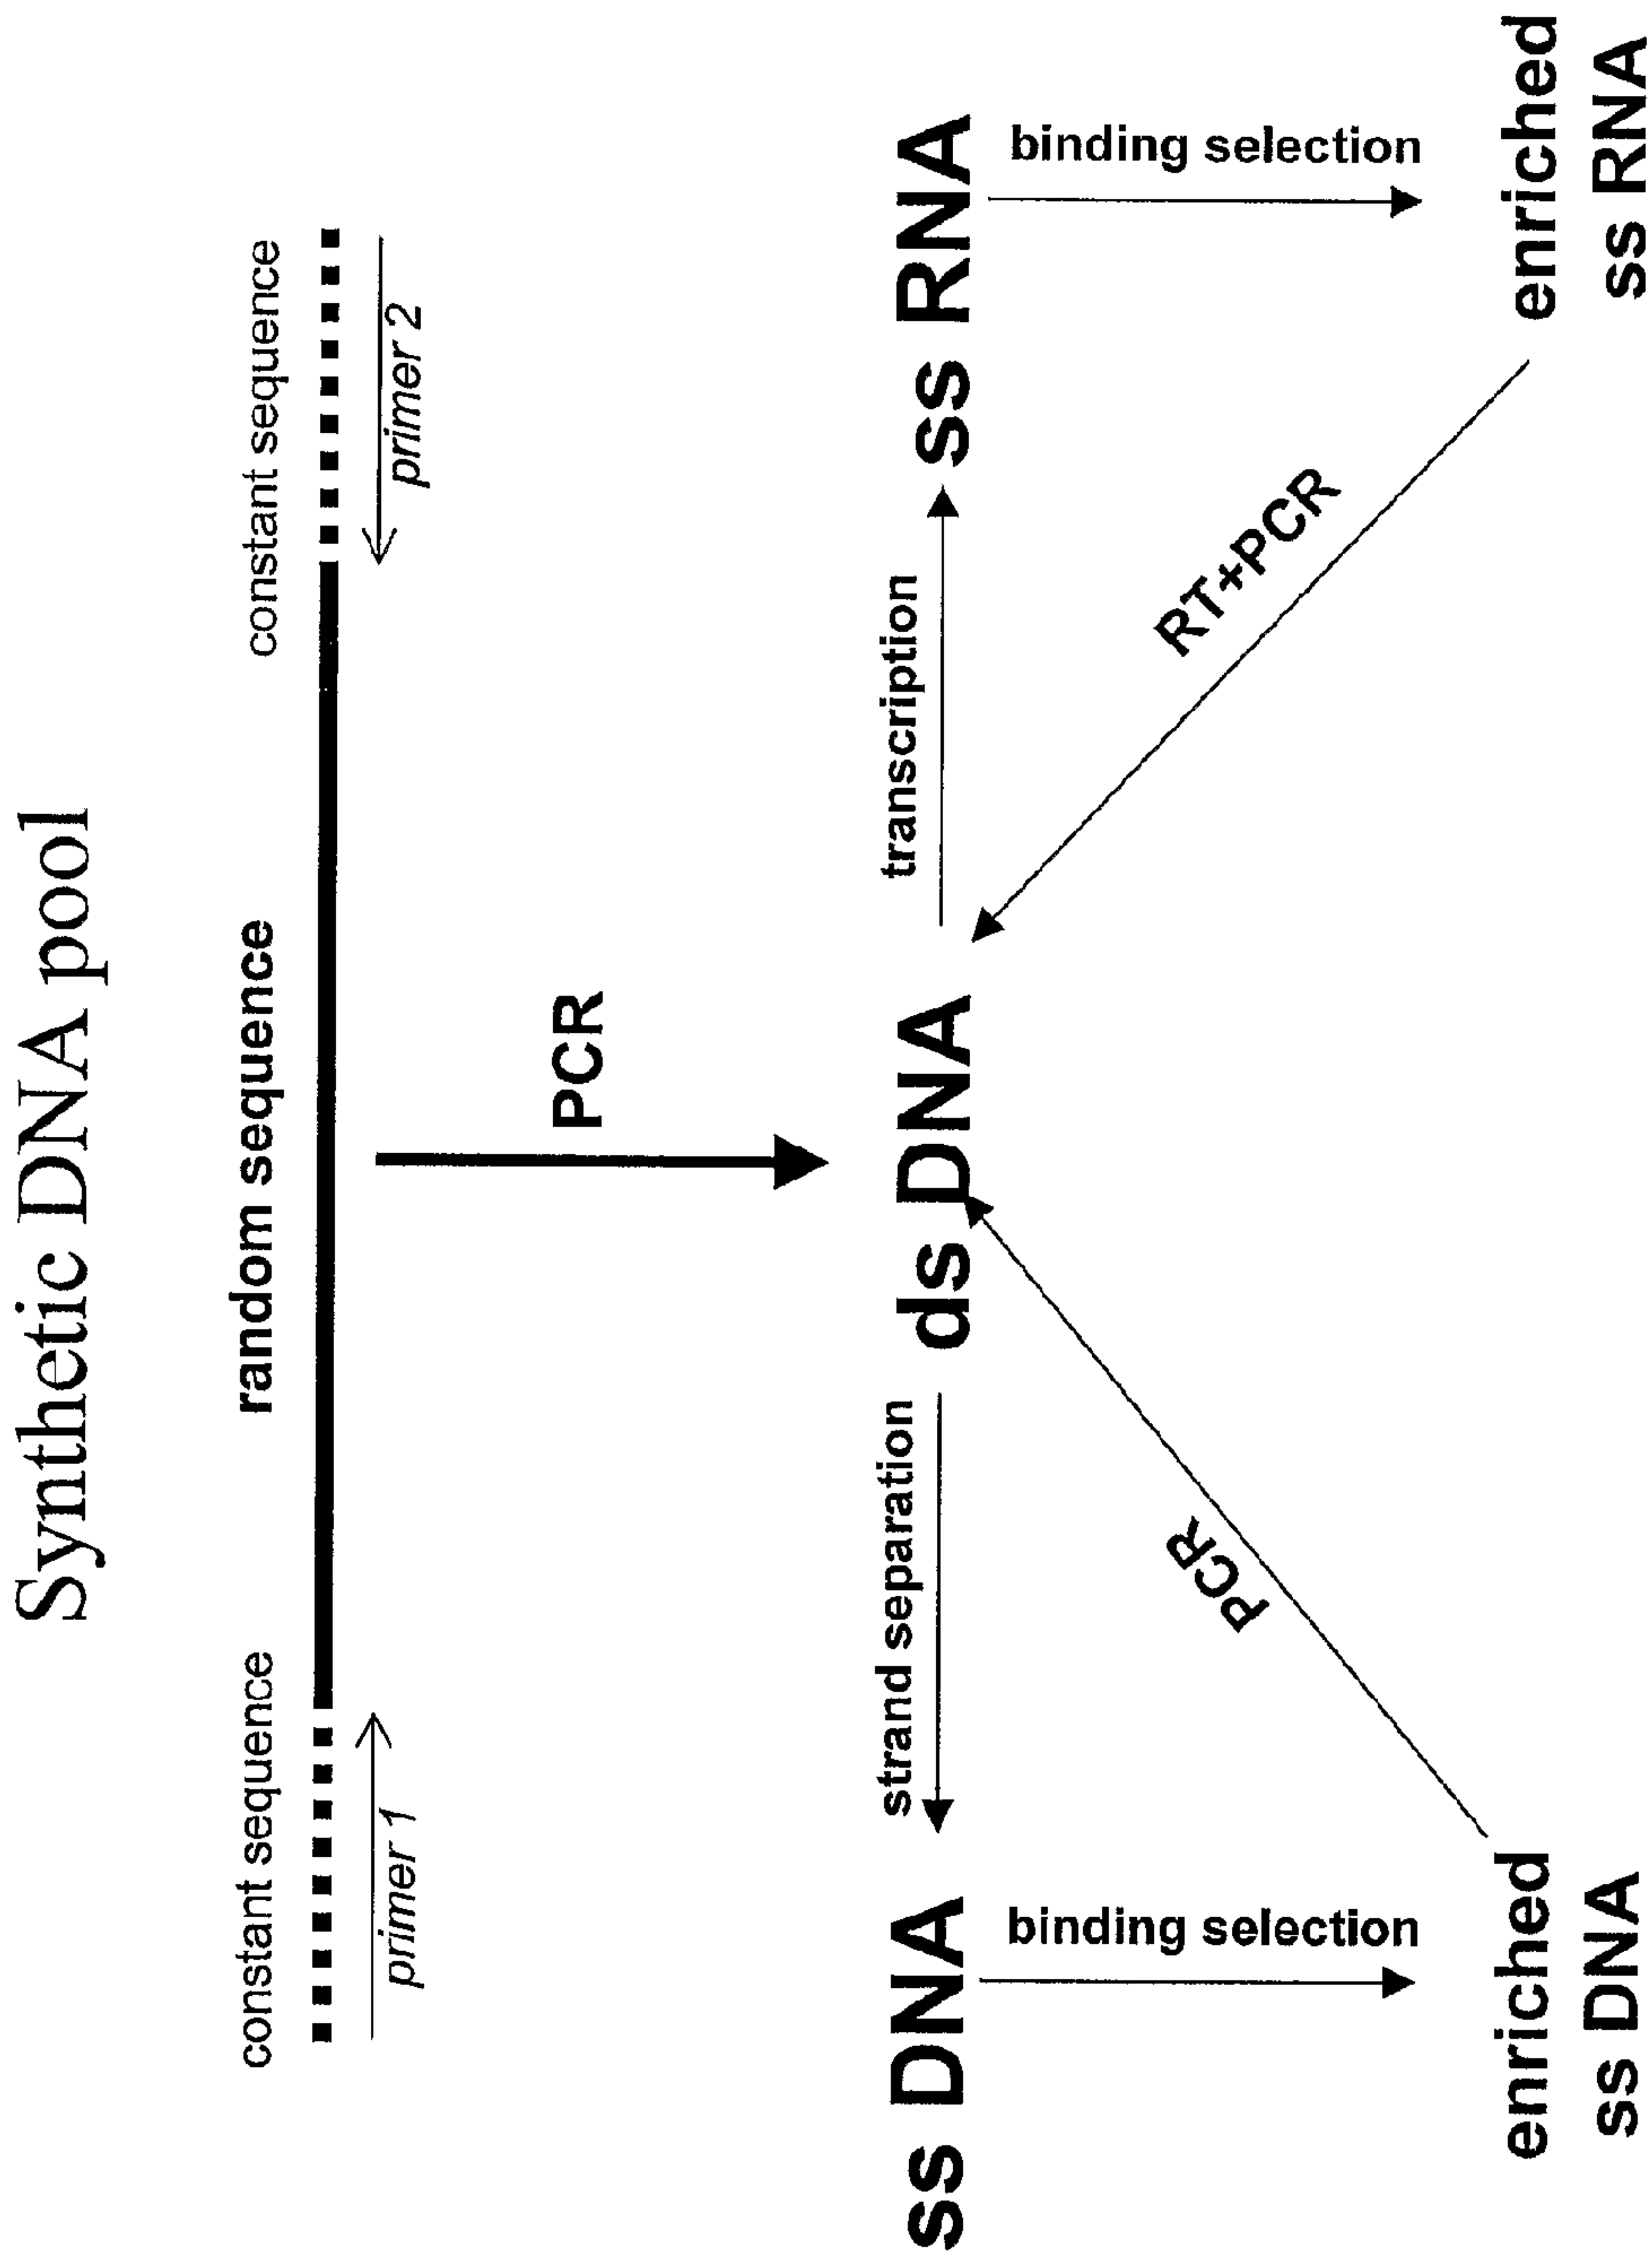 Synthetic DNA pool
constant sequence
random sequence
constant sequence
primer 1
primer 2
PCR
ss DNA
strand separation
ds DNA
transcription
ss RNA
binding selection
PCR
RT+PCR
binding selection
enriched
ss DNA
enriched
ss RNA